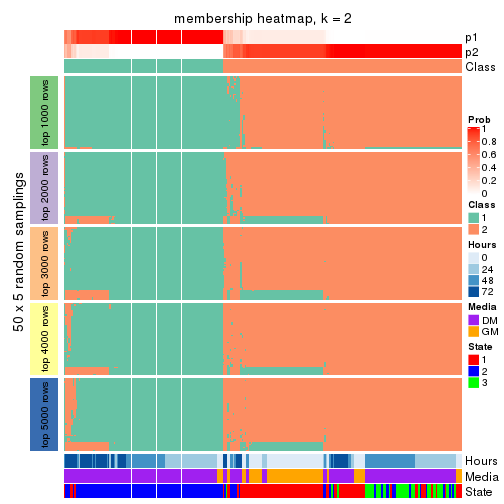 membership heatmap, k = 2
p1
p2
Class
50 x 5 random samplings
top 1000 rows
top 2000 rows
top 3000 rows
top 4000 rows
top 5000 rows
Hours
Media
State
Prob
1
0.8
0.6
0.4
0.2
0
Class
1
2
Hours
0
24
48
72
Media
DM
GM
State
1
2
3